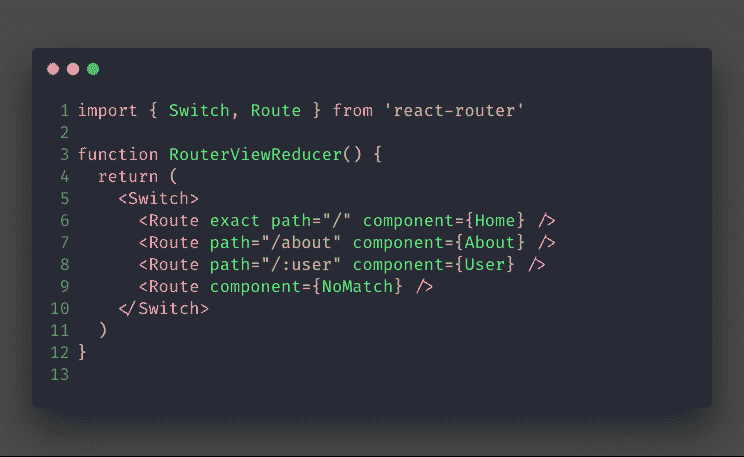 1 import { Switch, Route } from 'react-router'
2
3 function RouterViewReducer() {
4   return (
5     <Switch>
6       <Route exact path="/" component={Home} />
7       <Route path="/about" component={About} />
8       <Route path="/:user" component={User} />
9       <Route component={NoMatch} />
10     </Switch>
11   )
12 }
13